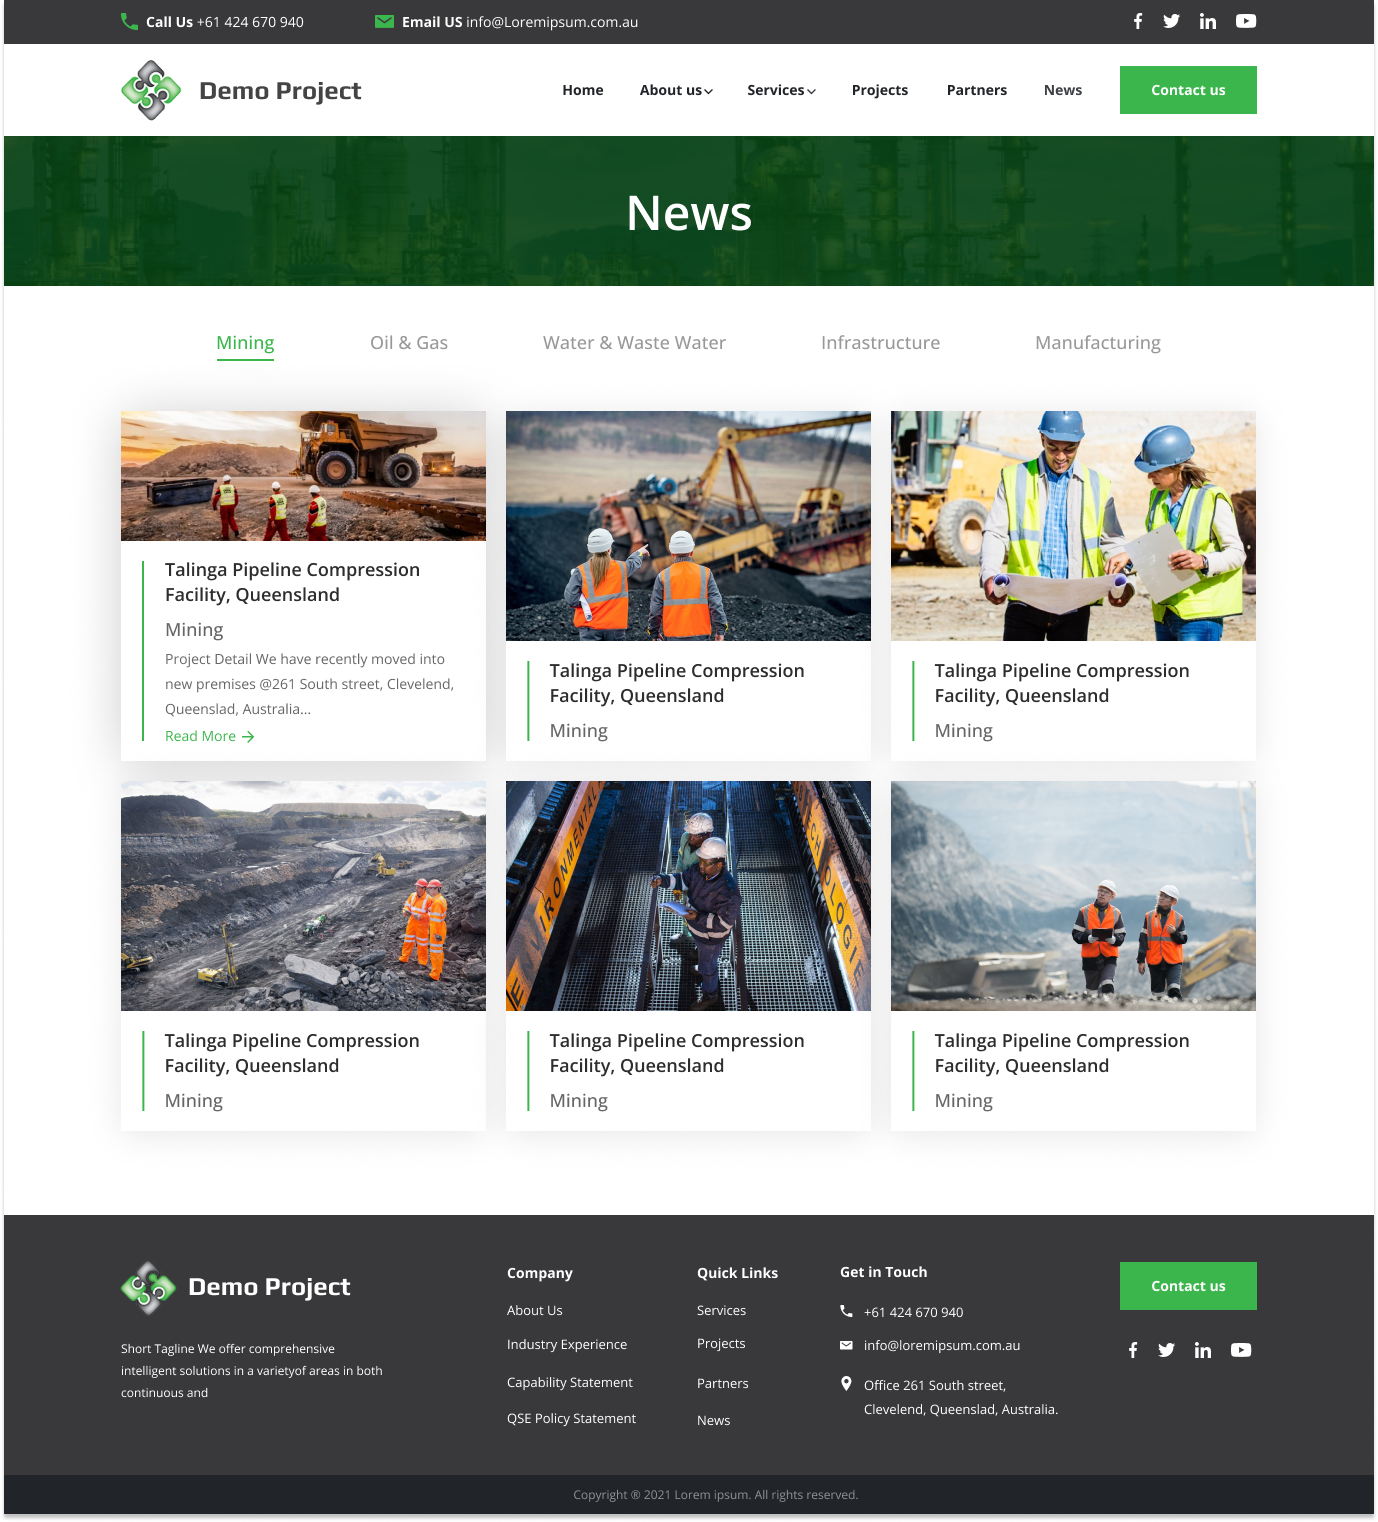 Call Us +61 424 670 940
Email US info@Loremipsum.com.au
Demo Project
Home
About us
Services
Projects
Partners
News
Contact us
News
Mining
Oil & Gas
Water & Waste Water
Infrastructure
Manufacturing
Talinga Pipeline Compression
Facility, Queensland
Mining
Project Detail We have recently moved into
new premises @261 South street, Clevelend,
Queenslad, Australia...
Read More
Talinga Pipeline Compression
Facility, Queensland
Mining
Talinga Pipeline Compression
Facility, Queensland
Mining
Talinga Pipeline Compression
Facility, Queensland
Mining
Talinga Pipeline Compression
Facility, Queensland
Mining
Talinga Pipeline Compression
Facility, Queensland
Mining
Demo Project
Short Tagline We offer comprehensive
intelligent solutions in a varietyof areas in both
continuous and
Company
About Us
Industry Experience
Capability Statement
QSE Policy Statement
Quick Links
Services
Projects
Partners
News
Get in Touch
+61 424 670 940
info@loremipsum.com.au
Office 261 South street,
Clevelend, Queenslad, Australia.
Contact us
Copyright ® 2021 Lorem ipsum. All rights reserved.